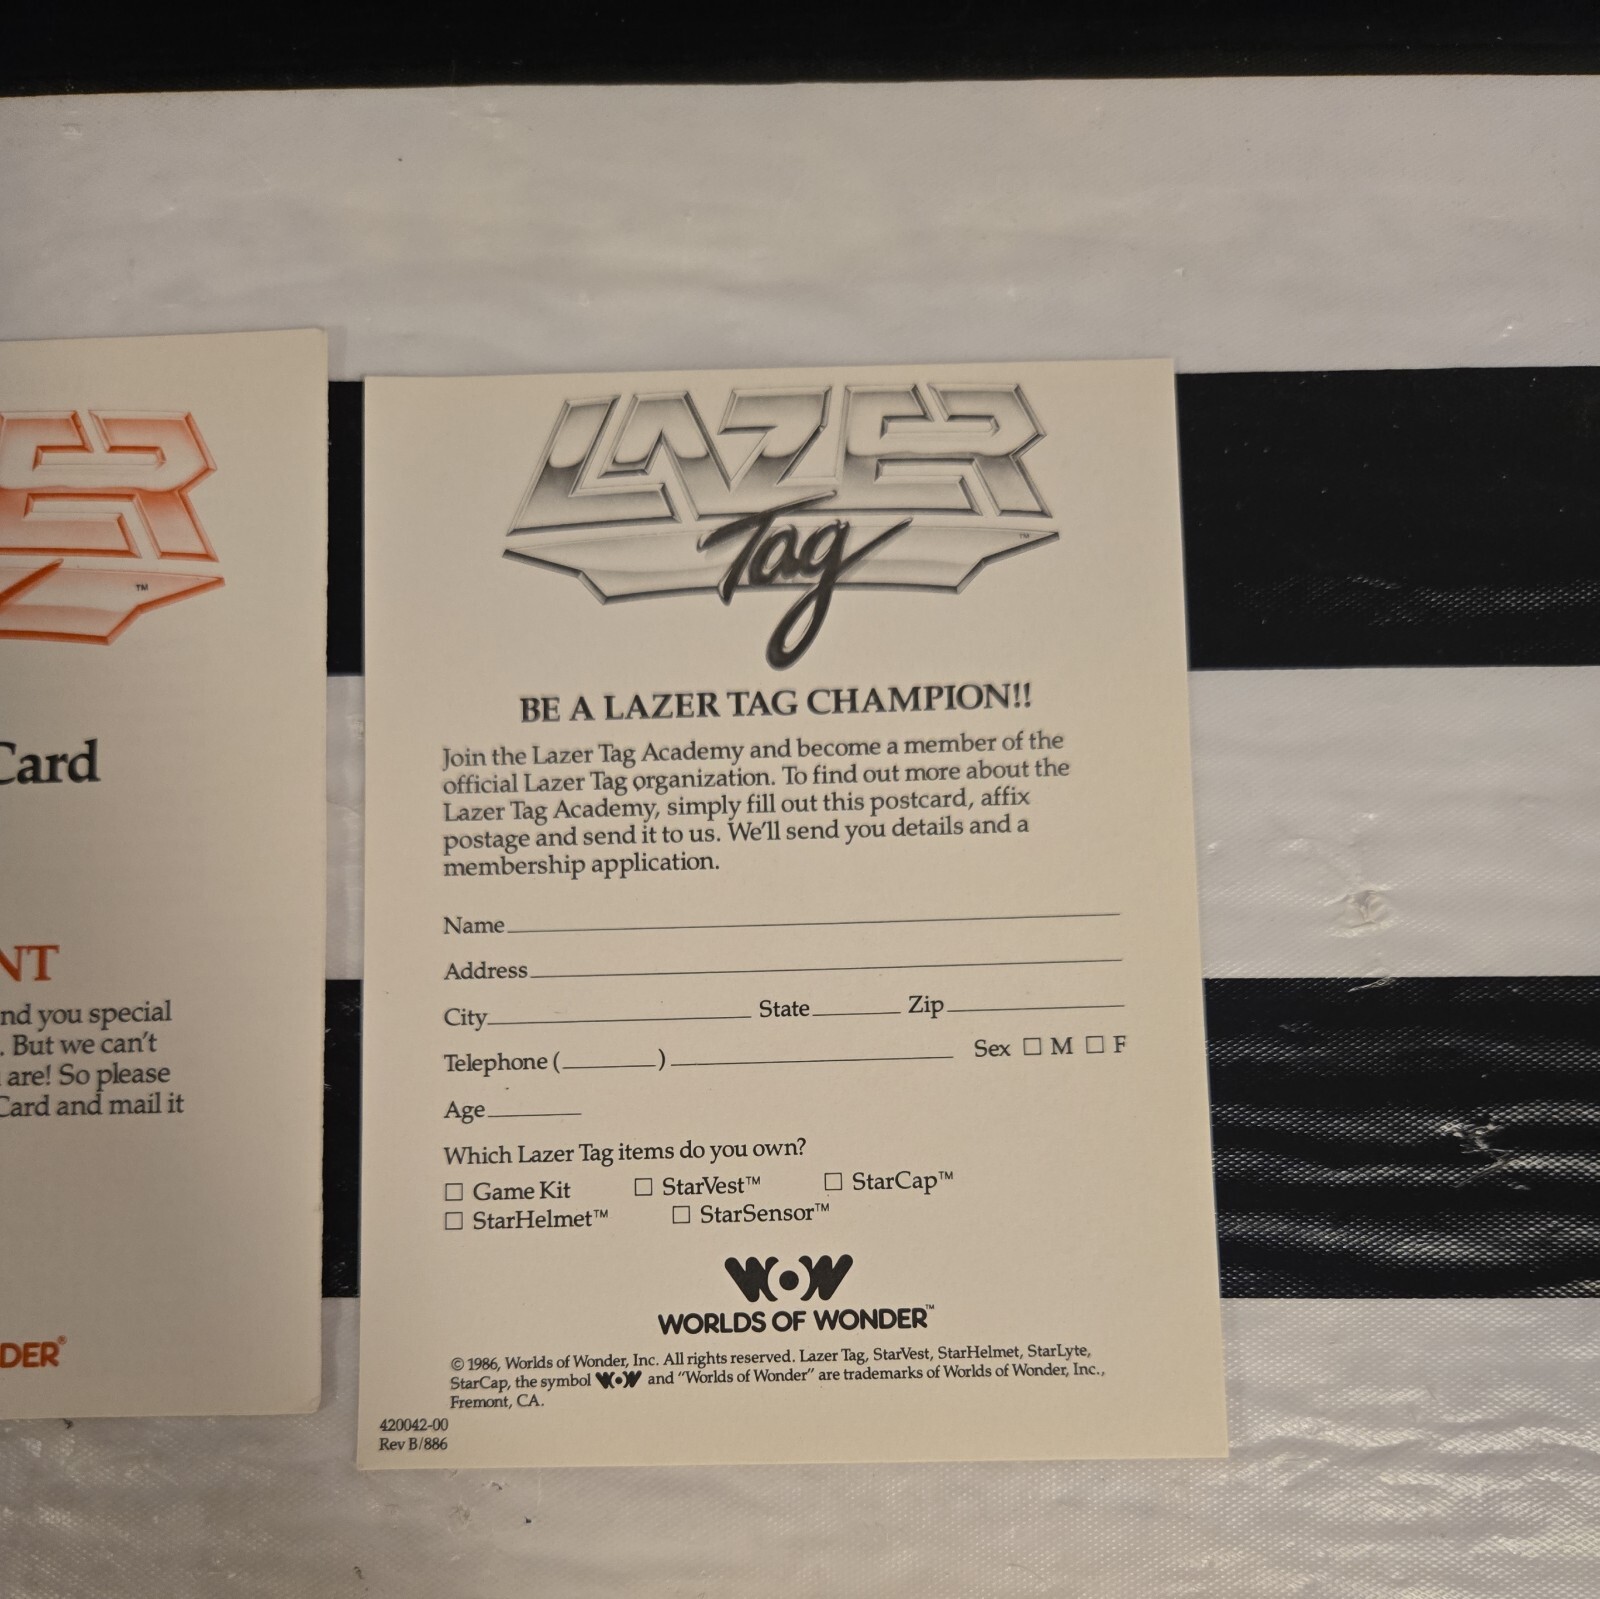 ER
TM
Card
NT
nd you special
. But we can't
are! So please
Card and mail it
DER®
LAZER
Tag
TM
BE A LAZER TAG CHAMPION!!
Join the Lazer Tag Academy and become a member of the
official Lazer Tag organization. To find out more about the
Lazer Tag Academy, simply fill out this postcard, affix
postage and send it to us. We'll send you details and a
membership application.
Name
Address
City State Zip
Telephone ( ) Sex □ M □ F
Age
Which Lazer Tag items do you own?
□ Game Kit □ StarVest™ □ StarCap™
□ StarHelmet™ □ StarSensor™
WOW
WORLDS OF WONDER™
© 1986, Worlds of Wonder, Inc. All rights reserved. Lazer Tag, StarVest, StarHelmet, StarLyte,
StarCap, the symbol WOW and "Worlds of Wonder" are trademarks of Worlds of Wonder, Inc.,
Fremont, CA.
420042-00
Rev B/886